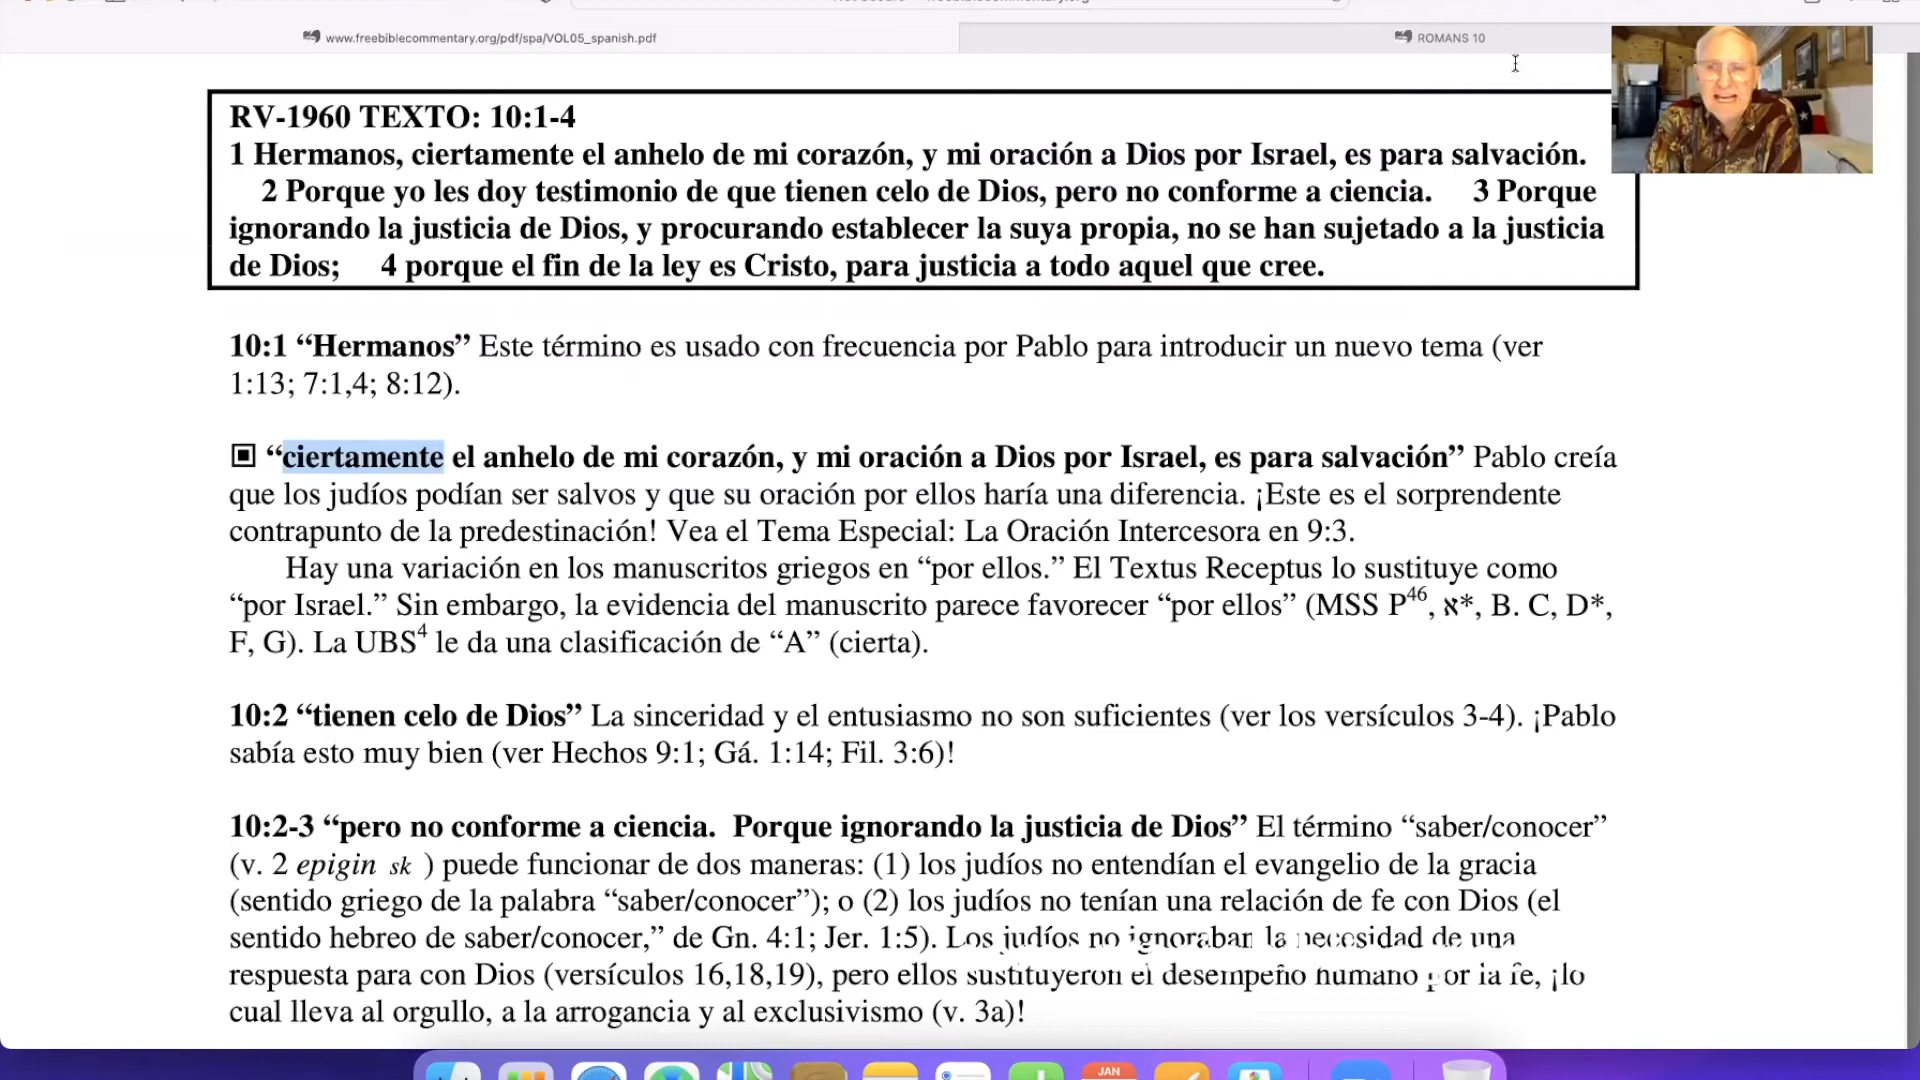 www.freebiblecommentary.org/pdf/spa/VOL05_spanish.pdf
ROMANS 10
RV-1960 TEXTO: 10:1-4
1 Hermanos, ciertamente el anhelo de mi corazón, y mi oración a Dios por Israel, es para salvación.
2 Porque yo les doy testimonio de que tienen celo de Dios, pero no conforme a ciencia. 3 Porque
ignorando la justicia de Dios, y procurando establecer la suya propia, no se han sujetado a la justicia
de Dios; 4 porque el fin de la ley es Cristo, para justicia a todo aquel que cree.
10:1 “Hermanos” Este término es usado con frecuencia por Pablo para introducir un nuevo tema (ver
1:13; 7:1,4; 8:12).
“ciertamente el anhelo de mi corazón, y mi oración a Dios por Israel, es para salvación” Pablo creía
que los judíos podían ser salvos y que su oración por ellos haría una diferencia. ¡Este es el sorprendente
contrapunto de la predestinación! Vea el Tema Especial: La Oración Intercesora en 9:3.
Hay una variación en los manuscritos griegos en “por ellos.” El Textus Receptus lo sustituye como
“por Israel.” Sin embargo, la evidencia del manuscrito parece favorecer “por ellos” (MSS P46, א*, B. C, D*,
F, G). La UBS4 le da una clasificación de “A” (cierta).
10:2 “tienen celo de Dios” La sinceridad y el entusiasmo no son suficientes (ver los versículos 3-4). ¡Pablo
sabía esto muy bien (ver Hechos 9:1; Gá. 1:14; Fil. 3:6)!
10:2-3 “pero no conforme a ciencia. Porque ignorando la justicia de Dios” El término “saber/conocer”
(v. 2 epigin sk ) puede funcionar de dos maneras: (1) los judíos no entendían el evangelio de la gracia
(sentido griego de la palabra “saber/conocer”); o (2) los judíos no tenían una relación de fe con Dios (el
sentido hebreo de saber/conocer,” de Gn. 4:1; Jer. 1:5). Los judíos no ignoraban la necesidad de una
respuesta para con Dios (versículos 16,18,19), pero ellos sustituyeron el desempeño humano por la fe, ¡lo
cual lleva al orgullo, a la arrogancia y al exclusivismo (v. 3a)!
JAN